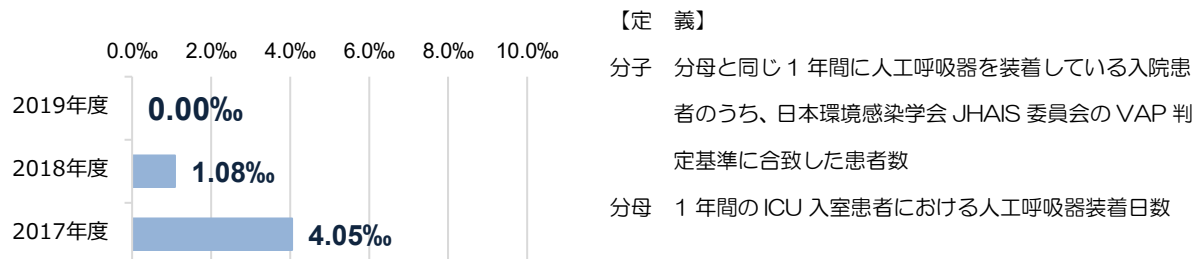 0.0‰ 2.0‰ 4.0‰ 6.0‰ 8.0‰ 10.0‰
2019年度 0.00‰
2018年度 1.08‰
2017年度 4.05‰
【定 義】
分子 分母と同じ1年間に人工呼吸器を装着している入院患
者のうち、日本環境感染学会 JHAIS 委員会の VAP 判
定基準に合致した患者数
分母 1年間の ICU 入室患者における人工呼吸器装着日数